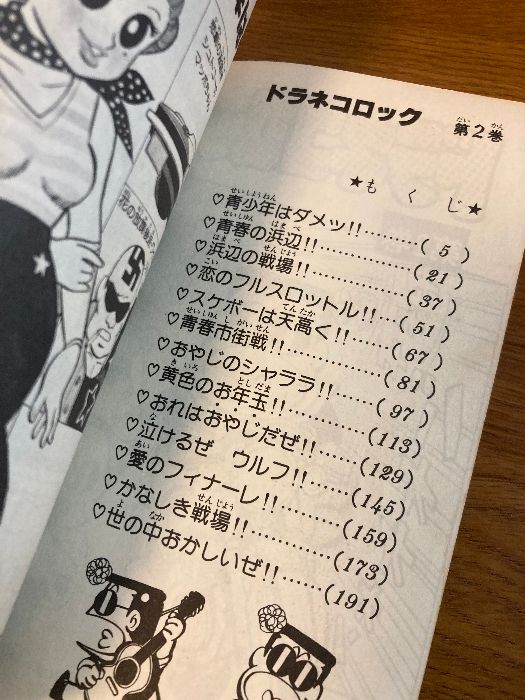 ドラネコロック 第2巻
★もくじ★
♡青少年はダメッ!!………(5)
♡青春の浜辺!!……………(21)
♡浜辺の戦場!!……………(37)
♡恋のフルスロットル!!……(51)
♡スケボーは天高く!!………(67)
♡青春市街戦!!……………(81)
♡おやじのシャララ!!………(97)
♡黄色のお年玉!!…………(113)
♡おれはおやじだぜ!!……(129)
♡泣けるぜ ウルフ!!………(145)
♡愛のフィナーレ!!…………(159)
♡かなしき戦場!!…………(173)
♡世の中おかしいぜ!!……(191)